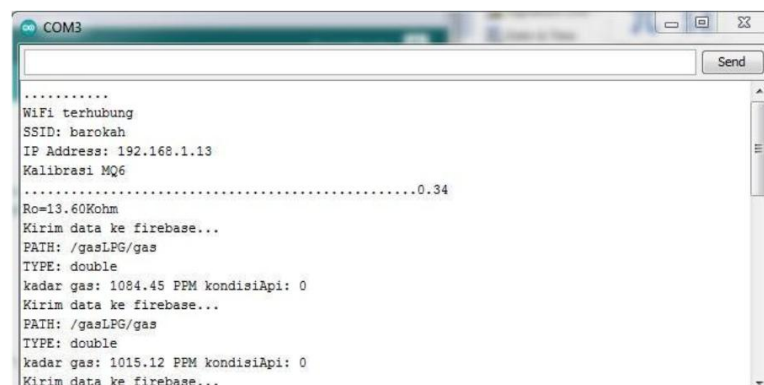 COM3
Send
...........
WiFi terhubung
SSID: barokah
IP Address: 192.168.1.13
Kalibrasi MQ6
..................................................0.34
Ro=13.60Kohm
Kirim data ke firebase...
PATH: /gasLPG/gas
TYPE: double
kadar gas: 1084.45 PPM kondisiApi: 0
Kirim data ke firebase...
PATH: /gasLPG/gas
TYPE: double
kadar gas: 1015.12 PPM kondisiApi: 0
Kirim data ke firebase...